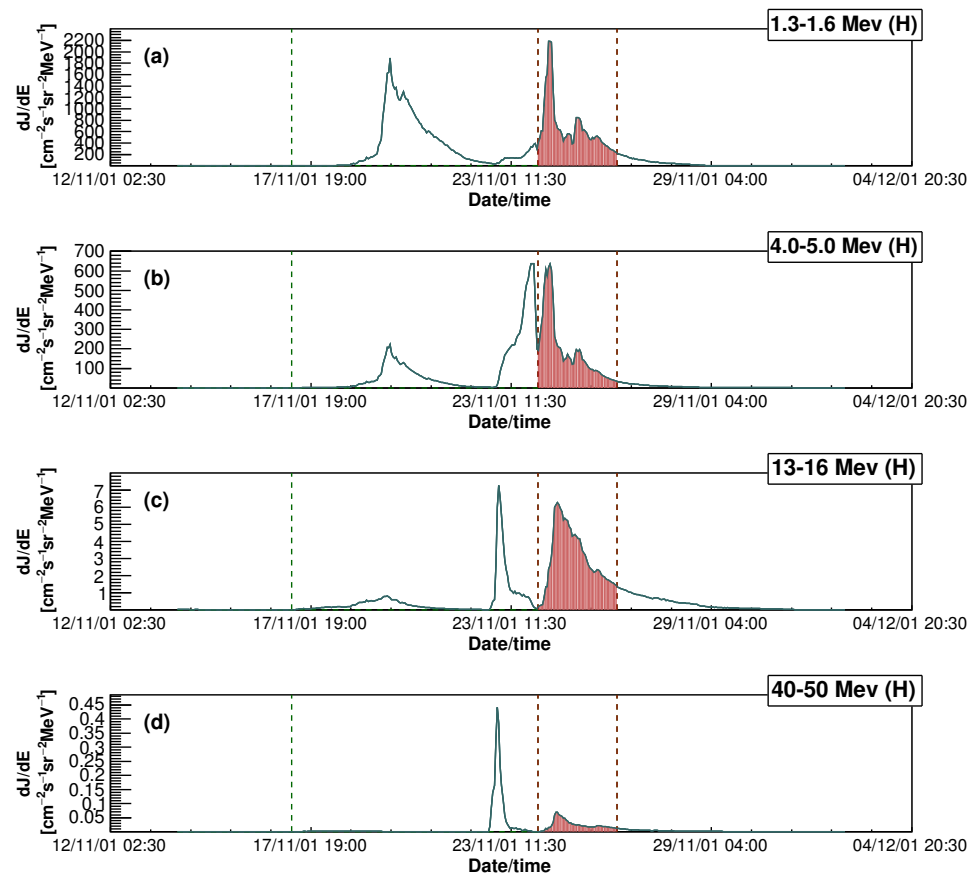 1.3-1.6 Mev (H)
(a)
dJ/dE
[cm⁻²s⁻¹sr⁻²MeV⁻¹]
2200
2000
1800
1600
1400
1200
1000
800
600
400
200
12/11/01 02:30 17/11/01 19:00 23/11/01 11:30 29/11/01 04:00 04/12/01 20:30
Date/time
4.0-5.0 Mev (H)
(b)
dJ/dE
[cm⁻²s⁻¹sr⁻²MeV⁻¹]
700
600
500
400
300
200
100
12/11/01 02:30 17/11/01 19:00 23/11/01 11:30 29/11/01 04:00 04/12/01 20:30
Date/time
13-16 Mev (H)
(c)
dJ/dE
[cm⁻²s⁻¹sr⁻²MeV⁻¹]
7
6
5
4
3
2
1
12/11/01 02:30 17/11/01 19:00 23/11/01 11:30 29/11/01 04:00 04/12/01 20:30
Date/time
40-50 Mev (H)
(d)
dJ/dE
[cm⁻²s⁻¹sr⁻²MeV⁻¹]
0.45
0.4
0.35
0.3
0.25
0.2
0.15
0.1
0.05
12/11/01 02:30 17/11/01 19:00 23/11/01 11:30 29/11/01 04:00 04/12/01 20:30
Date/time